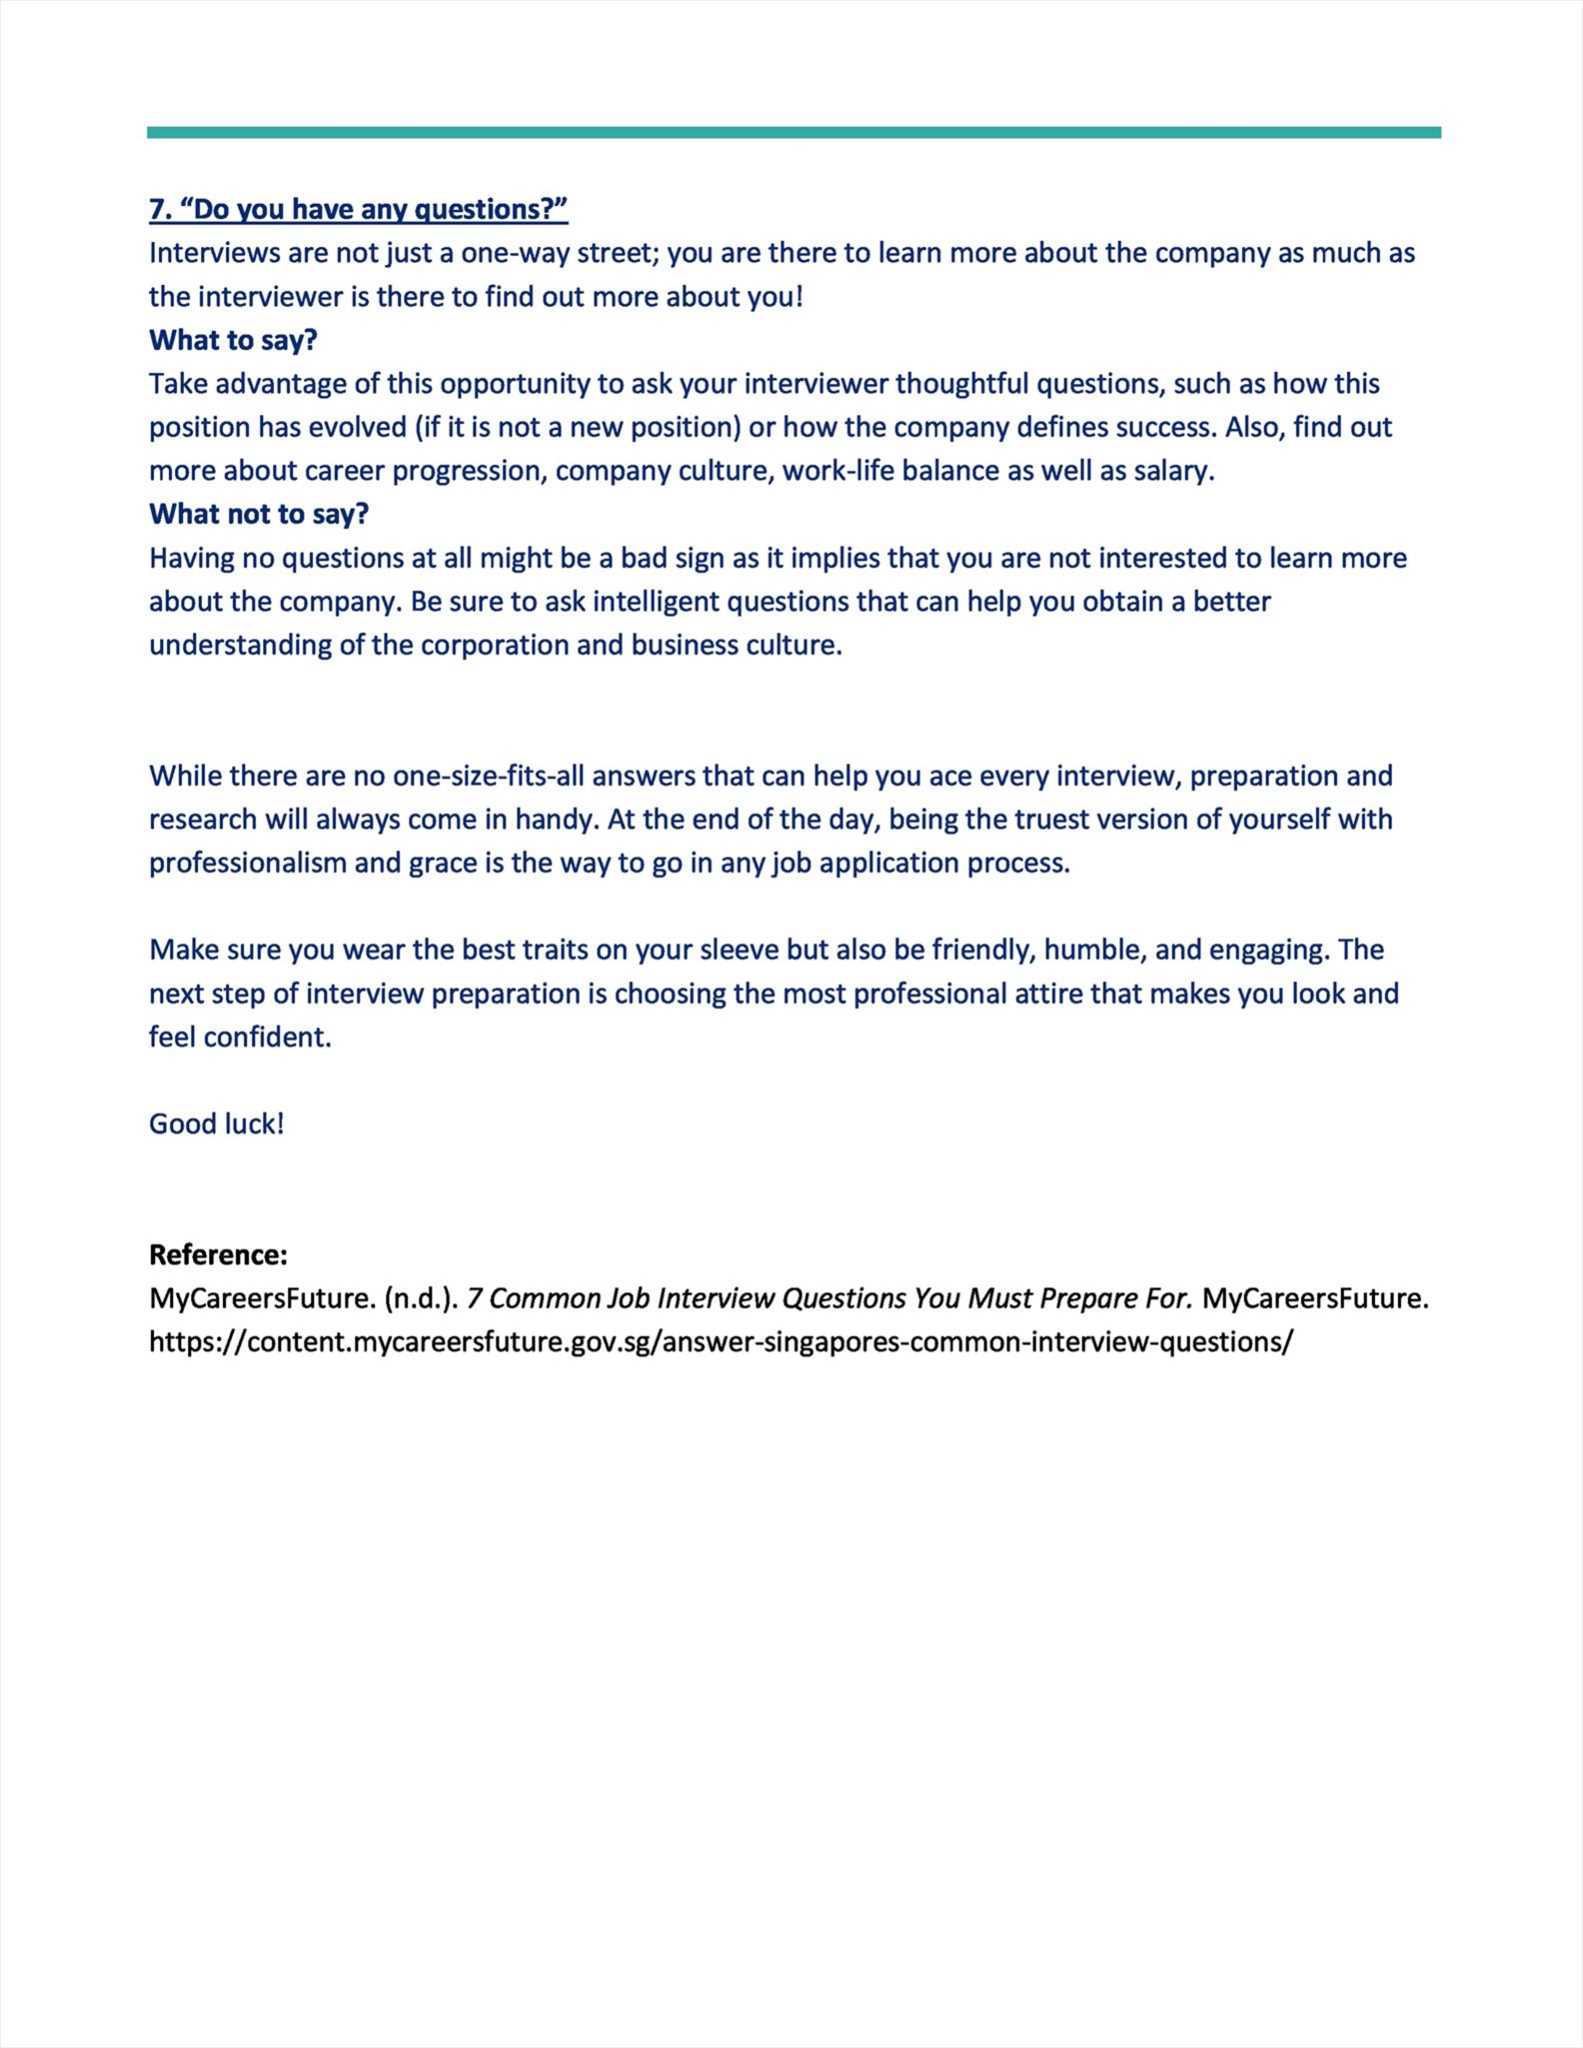 7. “Do you have any questions?”
Interviews are not just a one-way street; you are there to learn more about the company as much as
the interviewer is there to find out more about you!
What to say?
Take advantage of this opportunity to ask your interviewer thoughtful questions, such as how this
position has evolved (if it is not a new position) or how the company defines success. Also, find out
more about career progression, company culture, work-life balance as well as salary.
What not to say?
Having no questions at all might be a bad sign as it implies that you are not interested to learn more
about the company. Be sure to ask intelligent questions that can help you obtain a better
understanding of the corporation and business culture.
While there are no one-size-fits-all answers that can help you ace every interview, preparation and
research will always come in handy. At the end of the day, being the truest version of yourself with
professionalism and grace is the way to go in any job application process.
Make sure you wear the best traits on your sleeve but also be friendly, humble, and engaging. The
next step of interview preparation is choosing the most professional attire that makes you look and
feel confident.
Good luck!
Reference:
MyCareersFuture. (n.d.). 7 Common Job Interview Questions You Must Prepare For. MyCareersFuture.
https://content.mycareersfuture.gov.sg/answer-singapores-common-interview-questions/